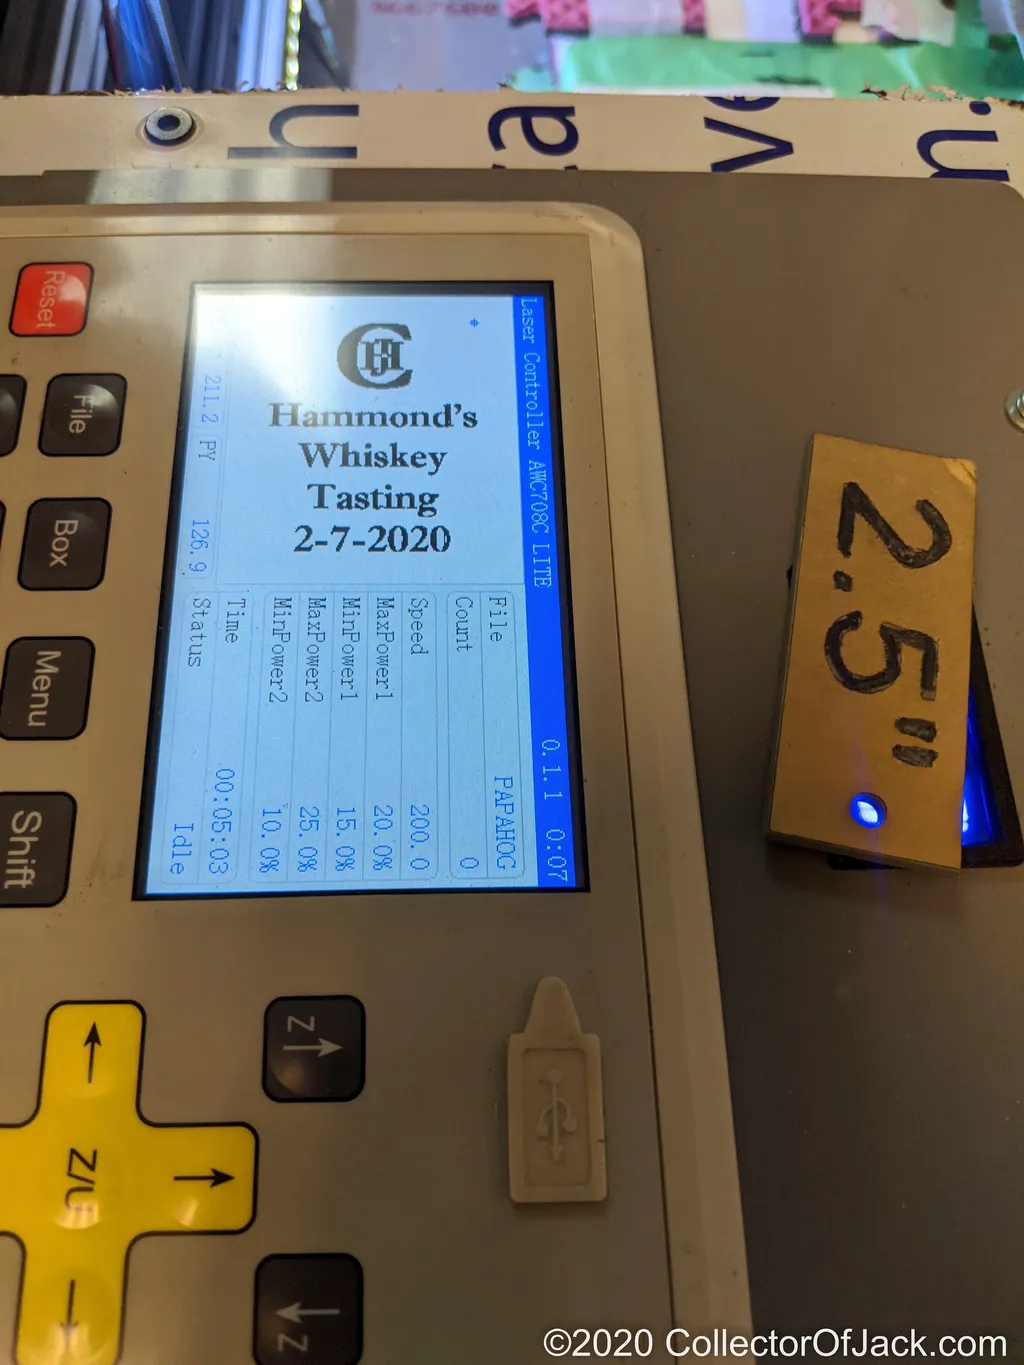 h a ve n.
Laser Controller AWC708C LITE 0.1.1 0:07
CH
Hammond's
Whiskey
Tasting
2-7-2020
211.2 PY 126.9
File PAPAHOG
Count 0
Speed 200.0
MaxPower1 20.0%
MinPower1 15.0%
MaxPower2 25.0%
MinPower2 10.0%
Time 00:05:03
Status Idle
Reset
File
Box
Menu
Shift
Z
Z/U
Z
2.5"
©2020 CollectorOfJack.com